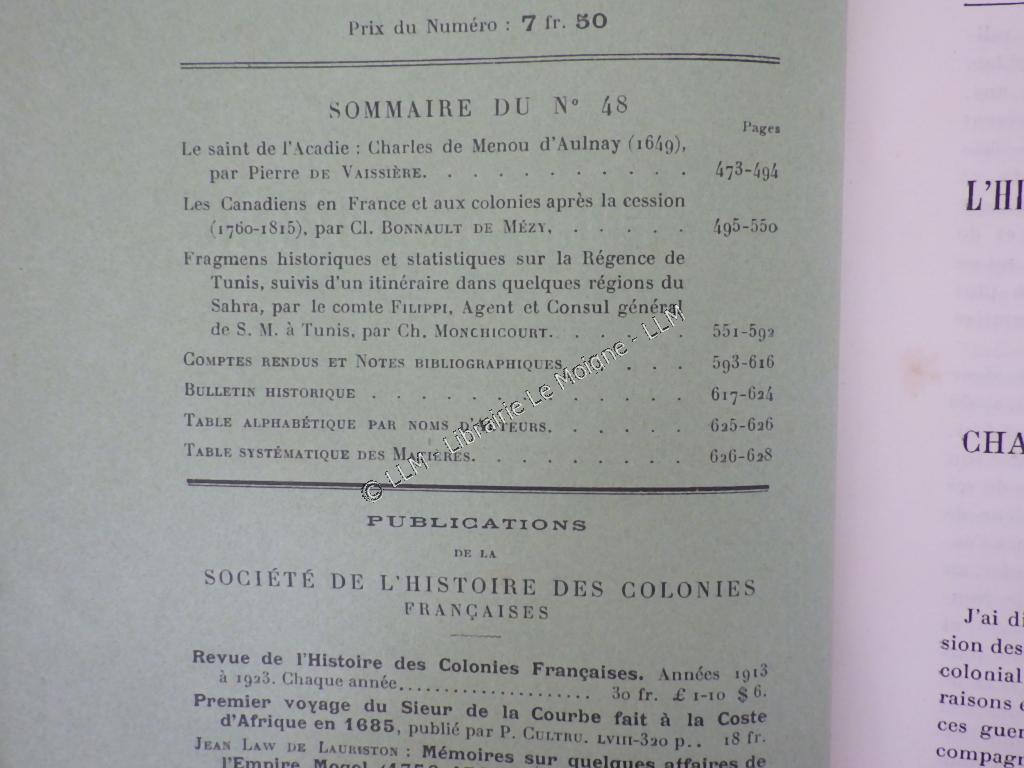 Prix du Numéro : 7 fr. 50
SOMMAIRE DU Nº 48
Pages
Le saint de l'Acadie : Charles de Menou d'Aulnay (1649),
par Pierre DE VAISSIÈRE. . . . . . . . . . . 473-494
Les Canadiens en France et aux colonies après la cession
(1760-1815), par Cl. BONNAULT DE MÉZY. . . . . . 495-550
Fragmens historiques et statistiques sur la Régence de
Tunis, suivis d'un itinéraire dans quelques régions du
Sahra, par le comte FILIPPI, Agent et Consul général
de S. M. à Tunis, par Ch. MONCHICOURT. . . . . . 551-592
COMPTES RENDUS ET NOTES BIBLIOGRAPHIQUES. . . . . 593-616
BULLETIN HISTORIQUE . . . . . . . . . . . . 617-624
TABLE ALPHABÉTIQUE PAR NOMS D'AUTEURS. . . . . . 625-626
TABLE SYSTÉMATIQUE DES MATIÈRES. . . . . . . . . 626-628
© LLM - Librairie Le Moigne - LLM
PUBLICATIONS
DE LA
SOCIÉTÉ DE L'HISTOIRE DES COLONIES
FRANÇAISES
Revue de l'Histoire des Colonies Françaises. Années 1913
à 1923. Chaque année..................... 30 fr. £ 1-10 $ 6.
Premier voyage du Sieur de la Courbe fait à la Coste
d'Afrique en 1685, publié par P. CULTRU. LVIII-320 p.. 18 fr.
JEAN LAW DE LAURISTON : Mémoires sur quelques affaires de
l'Empire Mogol
L'HI
CHA
J'ai di
sion des
colonial
raisons
ces guer
compagn